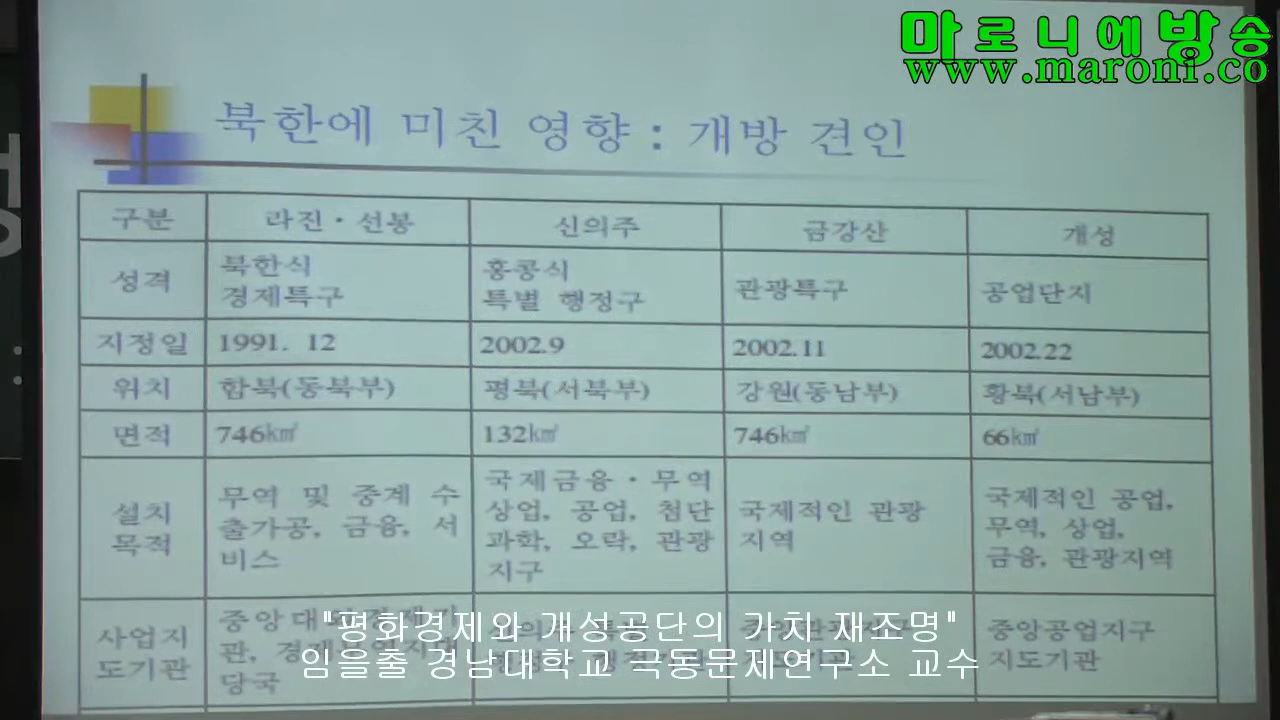 마로니에방송
www.maroni.co
북한에 미친 영향 : 개방 견인
구분 라진·선봉 신의주 금강산 개성
성격 북한식 경제특구 홍콩식 특별 행정구 관광특구 공업단지
지정일 1991. 12 2002.9 2002.11 2002.22
위치 함북(동북부) 평북(서북부) 강원(동남부) 황북(서남부)
면적 746㎢ 132㎢ 746㎢ 66㎢
설치 목적 무역 및 중계 수출가공, 금융, 서비스 국제금융·무역 상업, 공업, 첨단 과학, 오락, 관광 지구 국제적인 관광 지역 국제적인 공업, 무역, 상업, 금융, 관광지역
사업지도기관 당국 중앙공업지구 지도기관
"평화경제와 개성공단의 가치 재조명"
임을출 경남대학교 극동문제연구소 교수